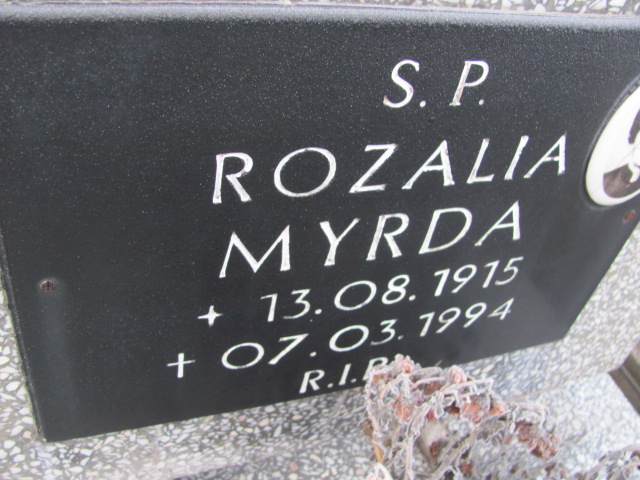 S. P.
ROZALIA
MYRDA
+ 13.08.1915
+ 07.03.1994
R.I.P.